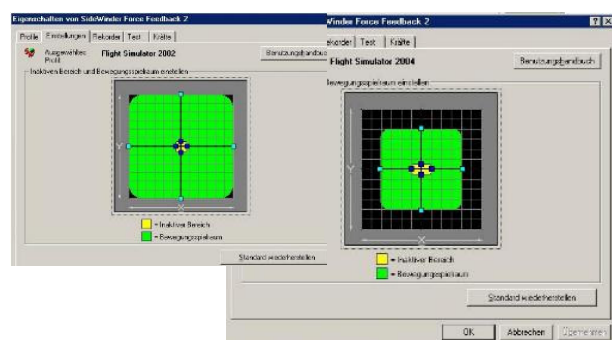 Eigenschaften von SideWinder Force Feedback 2
Profile Einstellungen Rekorder Test Kräfte
Ausgewähltes Profil: Flight Simulator 2002
Benutzungshandbuch
Inaktiven Bereich und Bewegungsspielraum einstellen
Y
X
= Inaktiver Bereich
= Bewegungsspielraum
Standard wiederherstellen
Winder Force Feedback 2
ekorder Test Kräfte
Flight Simulator 2004
Benutzungshandbuch
Bewegungsspielraum einstellen
Y
X
= Inaktiver Bereich
= Bewegungsspielraum
Standard wiederherstellen
OK Abbrechen Übernehmen